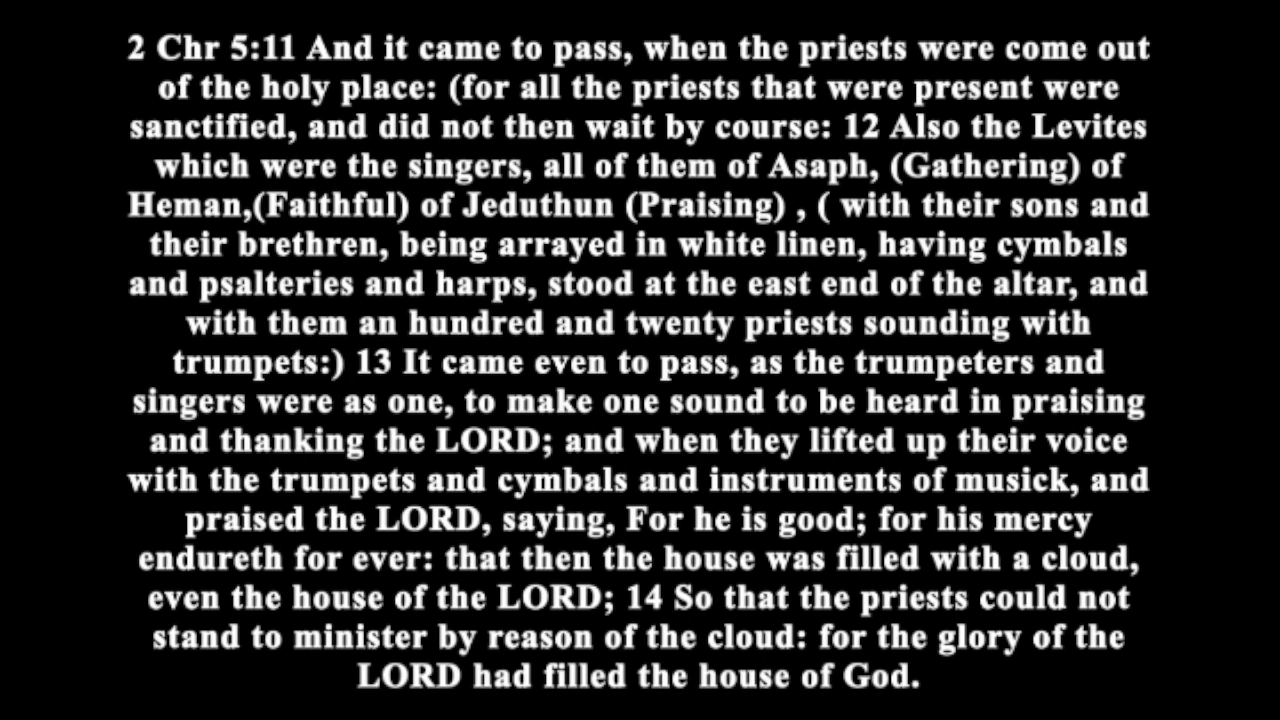 2 Chr 5:11 And it came to pass, when the priests were come out
of the holy place: (for all the priests that were present were
sanctified, and did not then wait by course: 12 Also the Levites
which were the singers, all of them of Asaph, (Gathering) of
Heman,(Faithful) of Jeduthun (Praising) , ( with their sons and
their brethren, being arrayed in white linen, having cymbals
and psalteries and harps, stood at the east end of the altar, and
with them an hundred and twenty priests sounding with
trumpets:) 13 It came even to pass, as the trumpeters and
singers were as one, to make one sound to be heard in praising
and thanking the LORD; and when they lifted up their voice
with the trumpets and cymbals and instruments of musick, and
praised the LORD, saying, For he is good; for his mercy
endureth for ever: that then the house was filled with a cloud,
even the house of the LORD; 14 So that the priests could not
stand to minister by reason of the cloud: for the glory of the
LORD had filled the house of God.